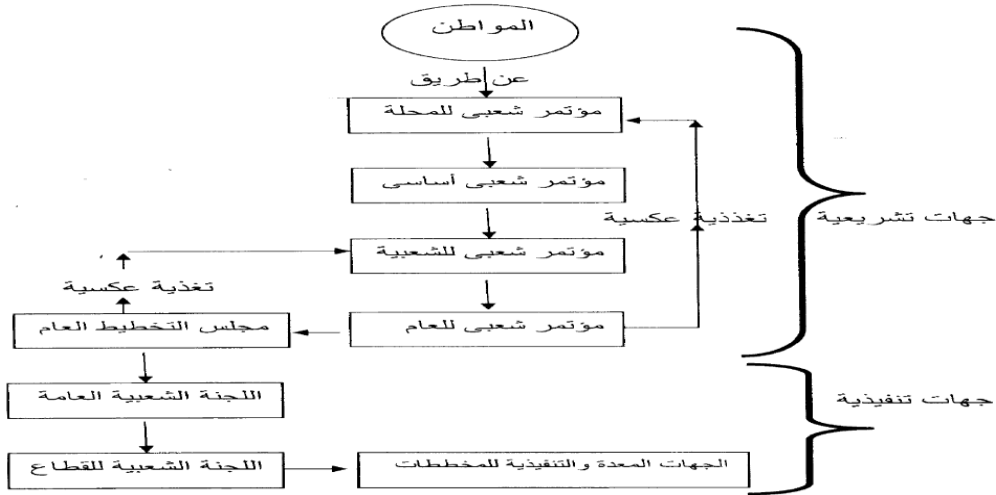 المواطن
عن طريق
مؤتمر شعبى للمحلة
مؤتمر شعبى أساسى
جهات تشريعية
تغذذية عكسية
مؤتمر شعبى للشعبية
تغذية عكسية
مؤتمر شعبى للعام
مجلس التخطيط العام
اللجنة الشعبية العامة
جهات تنفيذية
اللجنة الشعبية للقطاع
الجهات المعدة والتنفيذية للمخططات